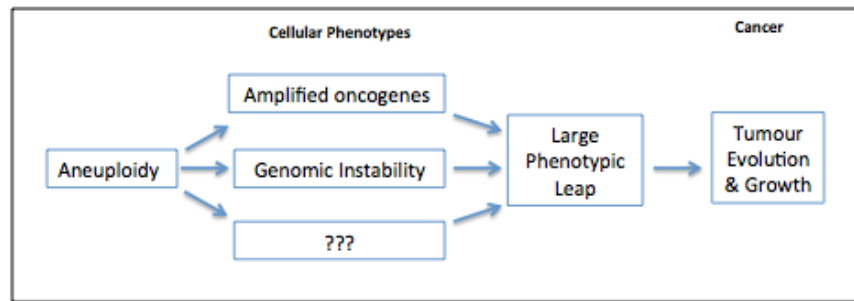 Cellular Phenotypes
Cancer
Amplified oncogenes
Aneuploidy
Genomic Instability
???
Large
Phenotypic
Leap
Tumour
Evolution
& Growth